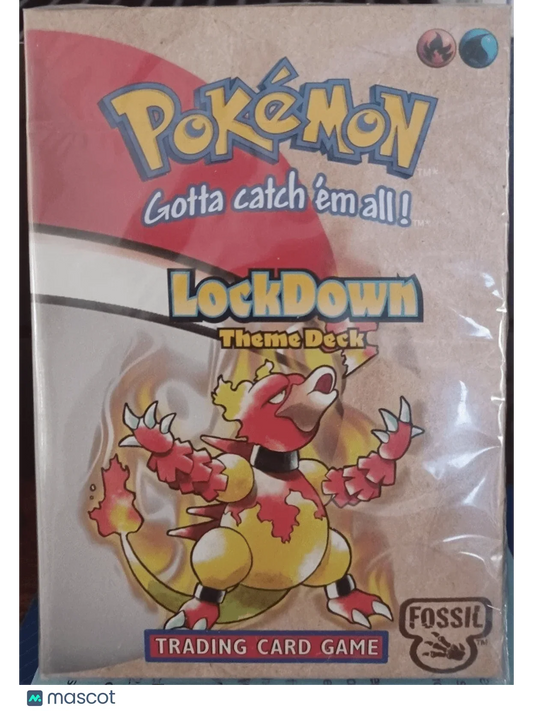 POKéMON
TM
Gotta catch 'em all!
TM
LockDown
Theme Deck
TRADING CARD GAME
FOSSIL
TM
mascot